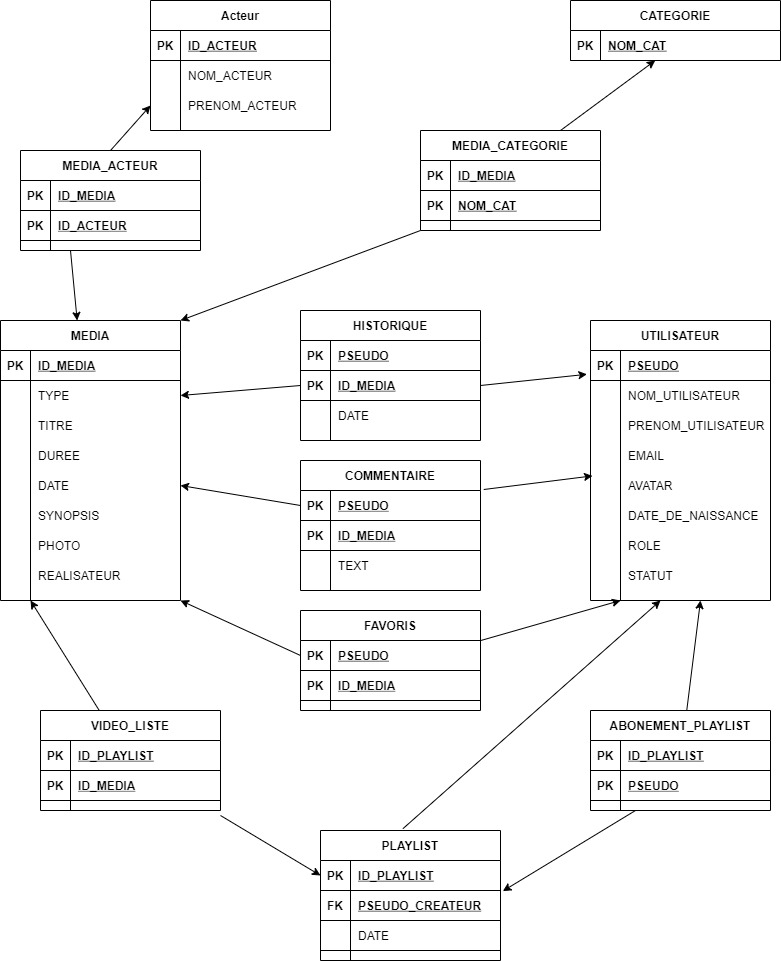 Acteur
PK ID_ACTEUR
NOM_ACTEUR
PRENOM_ACTEUR
CATEGORIE
PK NOM_CAT
MEDIA_ACTEUR
PK ID_MEDIA
PK ID_ACTEUR
MEDIA_CATEGORIE
PK ID_MEDIA
PK NOM_CAT
MEDIA
PK ID_MEDIA
TYPE
TITRE
DUREE
DATE
SYNOPSIS
PHOTO
REALISATEUR
HISTORIQUE
PK PSEUDO
PK ID_MEDIA
DATE
COMMENTAIRE
PK PSEUDO
PK ID_MEDIA
TEXT
FAVORIS
PK PSEUDO
PK ID_MEDIA
UTILISATEUR
PK PSEUDO
NOM_UTILISATEUR
PRENOM_UTILISATEUR
EMAIL
AVATAR
DATE_DE_NAISSANCE
ROLE
STATUT
VIDEO_LISTE
PK ID_PLAYLIST
PK ID_MEDIA
ABONEMENT_PLAYLIST
PK ID_PLAYLIST
PK PSEUDO
PLAYLIST
PK ID_PLAYLIST
FK PSEUDO_CREATEUR
DATE